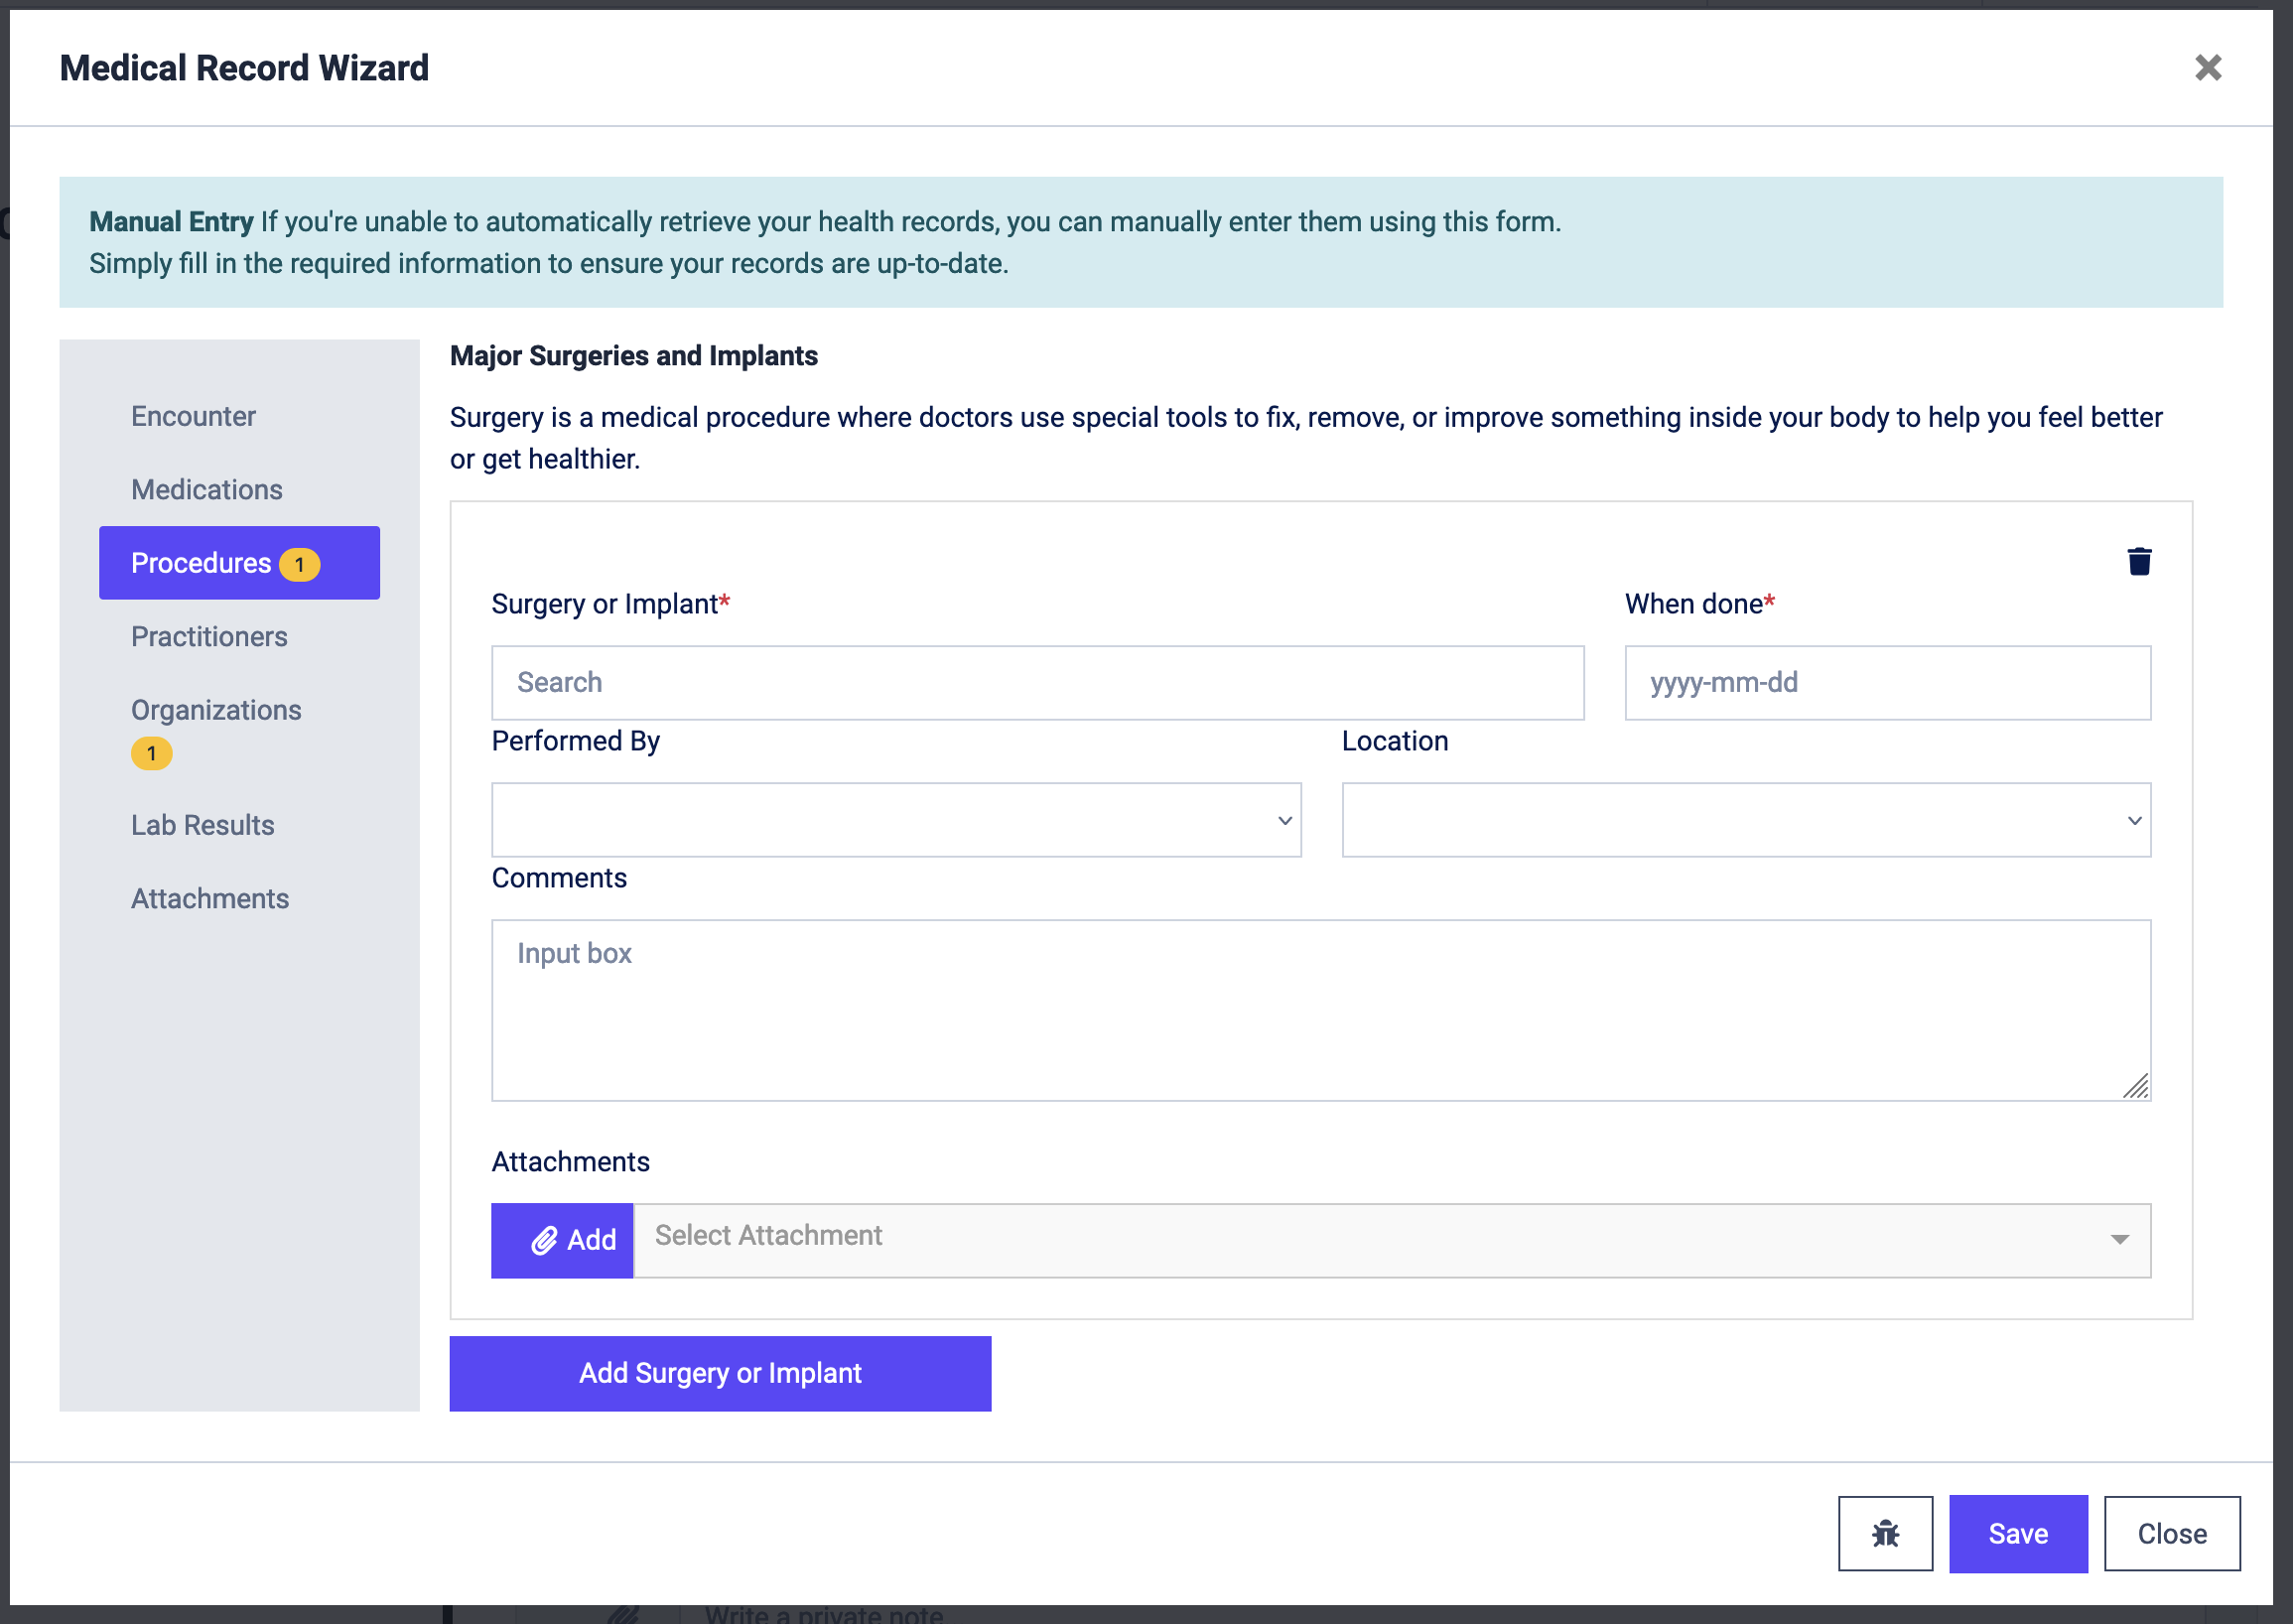 Medical Record Wizard
Manual Entry If you're unable to automatically retrieve your health records, you can manually enter them using this form.
Simply fill in the required information to ensure your records are up-to-date.
Encounter
Medications
Procedures 1
Practitioners
Organizations
1
Lab Results
Attachments
Major Surgeries and Implants
Surgery is a medical procedure where doctors use special tools to fix, remove, or improve something inside your body to help you feel better
or get healthier.
Surgery or Implant*
When done*
Search
yyyy-mm-dd
Performed By
Location
Comments
Input box
Attachments
Add
Select Attachment
Add Surgery or Implant
Save
Close
Write a private note